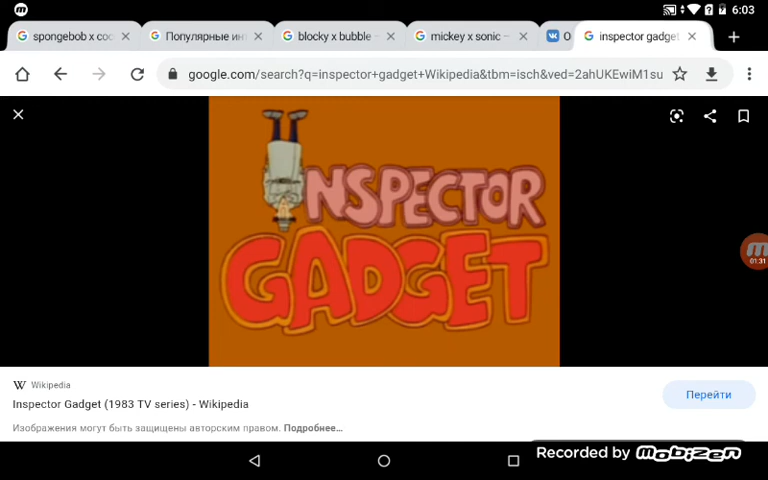 6:03
spongebob x coo
Популярные ин
blocky x bubble –
mickey x sonic –
О
inspector gadget
google.com/search?q=inspector+gadget+Wikipedia&tbm=isch&ved=2ahUKEwiM1su
INSPECTOR
GADGET
01:31
W Wikipedia
Inspector Gadget (1983 TV series) - Wikipedia
Перейти
Изображения могут быть защищены авторским правом. Подробнее...
Recorded by mobizen